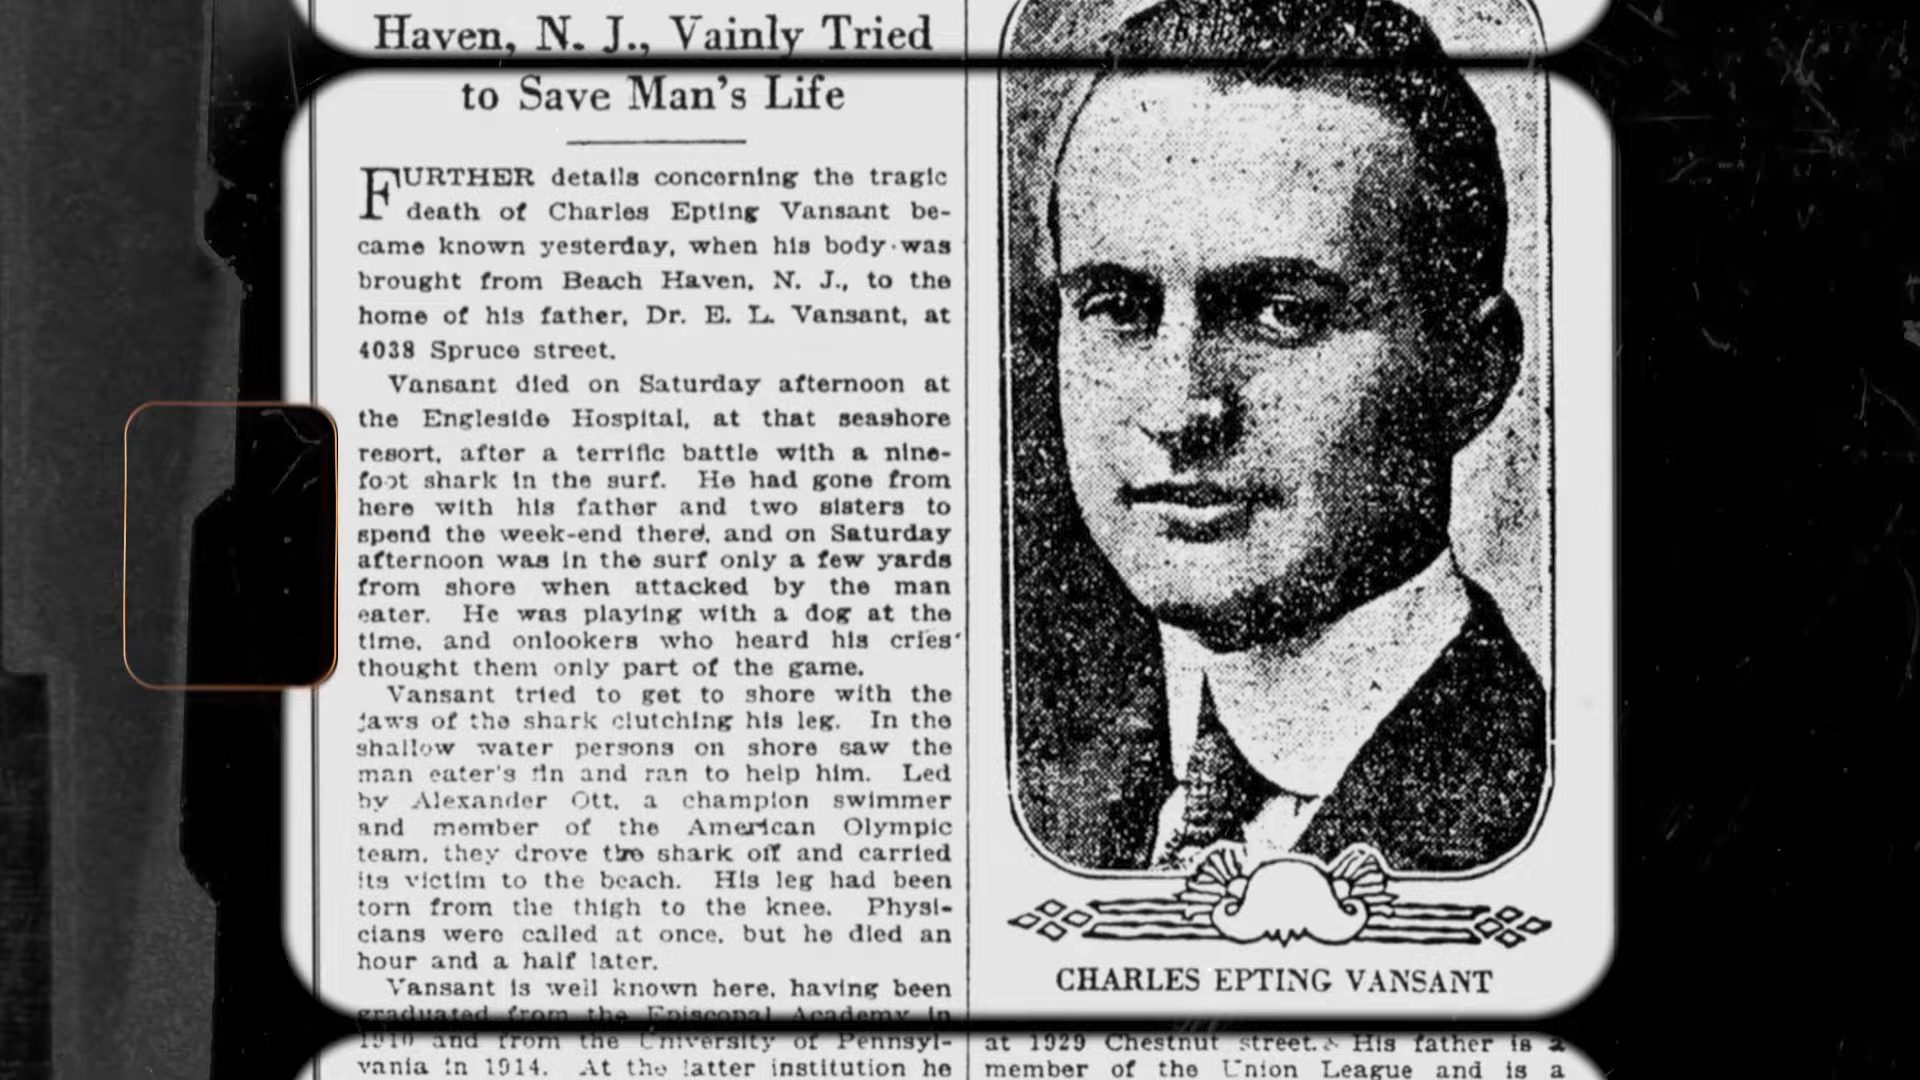 Haven, N. J., Vainly Tried
to Save Man's Life
FURTHER details concerning the tragic
death of Charles Epting Vansant be-
came known yesterday, when his body was
brought from Beach Haven, N. J., to the
home of his father, Dr. E. L. Vansant, at
4038 Spruce street.
Vansant died on Saturday afternoon at
the Engleside Hospital, at that seashore
resort, after a terrific battle with a nine-
foot shark in the surf. He had gone from
here with his father and two sisters to
spend the week-end there, and on Saturday
afternoon was in the surf only a few yards
from shore when attacked by the man
eater. He was playing with a dog at the
time, and onlookers who heard his cries
thought them only part of the game.
Vansant tried to get to shore with the
jaws of the shark clutching his leg. In the
shallow water persons on shore saw the
man eater's fin and ran to help him. Led
by Alexander Ott, a champion swimmer
and member of the American Olympic
team, they drove the shark off and carried
its victim to the beach. His leg had been
torn from the thigh to the knee. Physi-
cians were called at once, but he died an
hour and a half later.
Vansant is well known here, having been
graduated from the Episcopal Academy in
1910 and from the University of Pennsyl-
vania in 1914. At the latter institution he
CHARLES EPTING VANSANT
at 1929 Chestnut street. His father is a
member of the Union League and is a